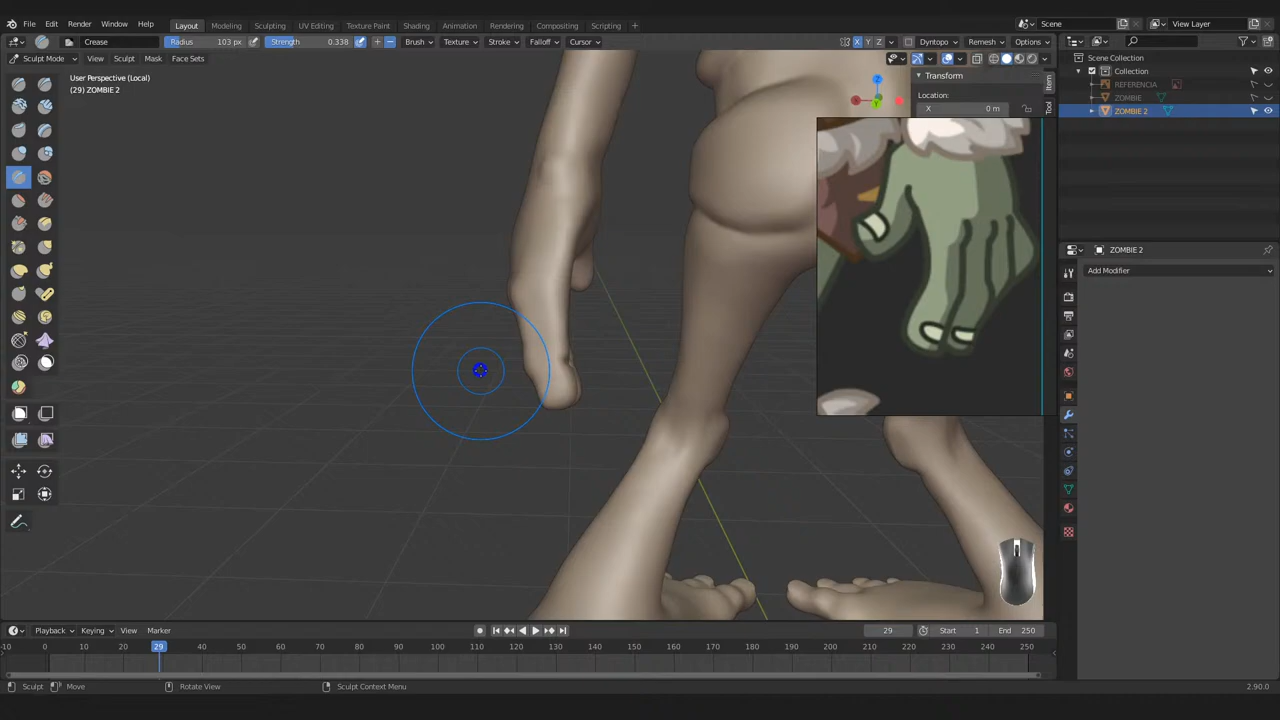 File Edit Render Window Help
Layout Modeling Sculpting UV Editing Texture Paint Shading Animation Rendering Compositing Scripting +
Scene View Layer
Crease Radius 103 px Strength 0.338 Brush Texture Stroke Falloff Cursor X Y Z Dyntopo Remesh Options
Sculpt Mode View Sculpt Mask Face Sets
User Perspective (Local)
(29) ZOMBIE 2
Transform
Location:
X 0 m
Item
Tool
Z
Scene Collection
Collection
REFERENCIA
ZOMBIE
ZOMBIE 2
ZOMBIE 2
Add Modifier
Playback Keying View Marker 29 Start 1 End 250
-10 0 10 20 29 40 50 60 70 80 90 100 110 120 130 140 150 160 170 180 190 200 210 220 230 240 250
Sculpt Move Rotate View Sculpt Context Menu 2.90.0